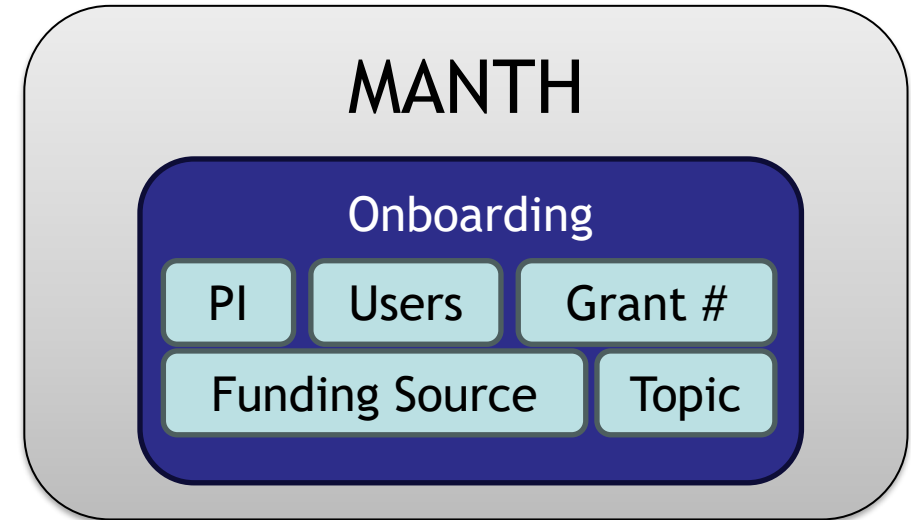 MANTH
Onboarding
PI Users Grant #
Funding Source Topic